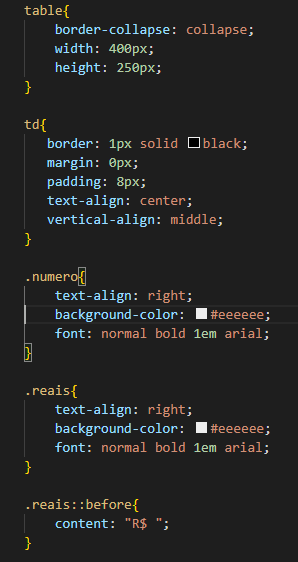 table{
border-collapse: collapse;
width: 400px;
height: 250px;
}
td{
border: 1px solid black;
margin: 0px;
padding: 8px;
text-align: center;
vertical-align: middle;
}
.numero{
text-align: right;
background-color: #eeeeee;
font: normal bold 1em arial;
}
.reais{
text-align: right;
background-color: #eeeeee;
font: normal bold 1em arial;
}
.reais::before{
content: "R$ ";
}